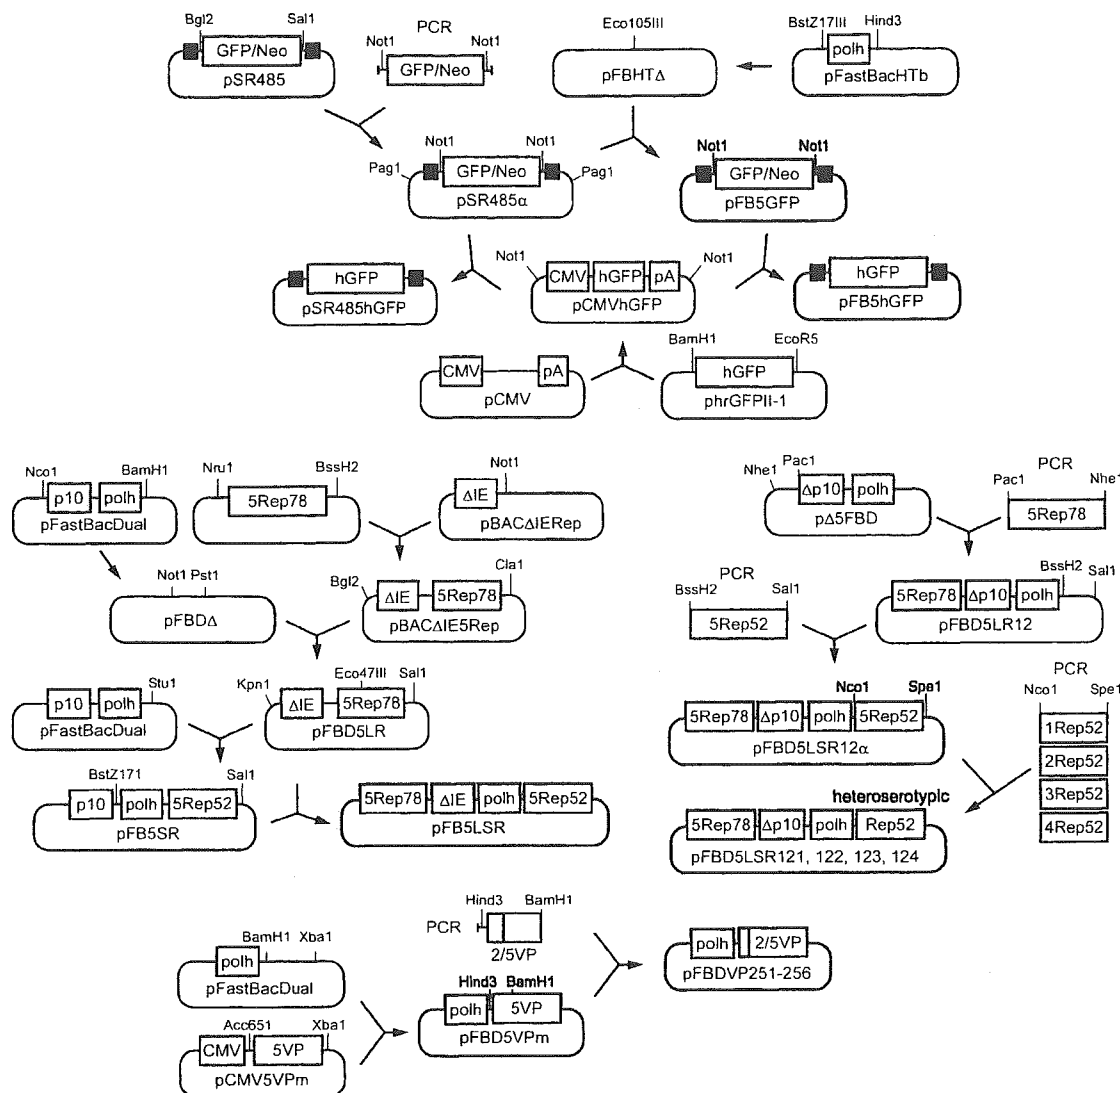 Bgl2 Sal1
GFP/Neo
pSR485
PCR
Not1 Not1
GFP/Neo
Eco105III
pFBHTΔ
BstZ17III Hind3
polh
pFastBacHTb
Not1 Not1
Pag1 GFP/Neo Pag1
pSR485α
Not1 Not1
GFP/Neo
pFB5GFP
hGFP
pSR485hGFP
Not1 Not1
CMV hGFP pA
pCMVhGFP
hGFP
pFB5hGFP
CMV pA
pCMV
BamH1 EcoR5
hGFP
phrGFPII-1
Nco1 BamH1
p10 polh
pFastBacDual
Nru1 BssH2
5Rep78
Not1
ΔIE
pBACΔIERep
Not1 Pst1
pFBDΔ
Bgl2 Cla1
ΔIE 5Rep78
pBACΔIE5Rep
Stu1
p10 polh
pFastBacDual
Kpn1 Eco47III Sal1
ΔIE 5Rep78
pFBD5LR
BstZ171 Sal1
p10 polh 5Rep52
pFB5SR
5Rep78 ΔIE polh 5Rep52
pFB5LSR
Nhe1 Pac1
Δp10 polh
pΔ5FBD
PCR
Pac1 Nhe1
5Rep78
PCR
BssH2 Sal1
5Rep52
BssH2 Sal1
5Rep78 Δp10 polh
pFBD5LR12
Nco1 Spe1
5Rep78 Δp10 polh 5Rep52
pFBD5LSR12α
PCR
Nco1 Spe1
1Rep52
2Rep52
3Rep52
4Rep52
heteroserotypic
5Rep78 Δp10 polh Rep52
pFBD5LSR121, 122, 123, 124
BamH1 Xba1
polh
pFastBacDual
Acc651 Xba1
CMV 5VP
pCMV5VPm
PCR
Hind3 BamH1
2/5VP
Hind3 BamH1
polh 5VP
pFBD5VPm
polh 2/5VP
pFBDVP251-256